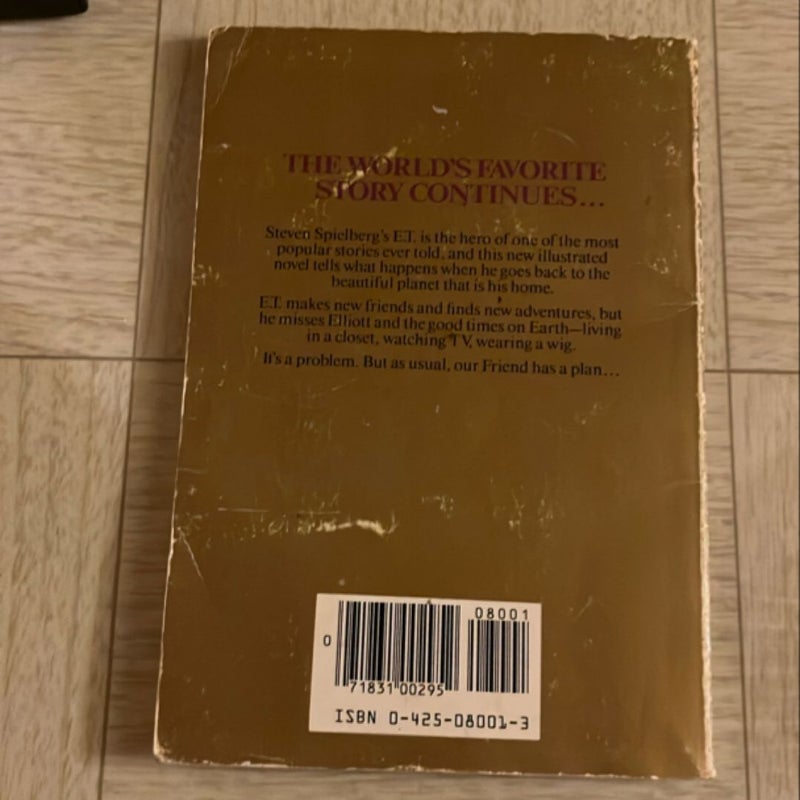 THE WORLD'S FAVORITE
STORY CONTINUES...
Steven Spielberg's E.T. is the hero of one of the most
popular stories ever told, and this new illustrated
novel tells what happens when he goes back to the
beautiful planet that is his home.
E.T. makes new friends and finds new adventures, but
he misses Elliott and the good times on Earth—living
in a closet, watching TV, wearing a wig.
It's a problem. But as usual, our Friend has a plan...
08001
0
71831 00295
ISBN 0-425-08001-3